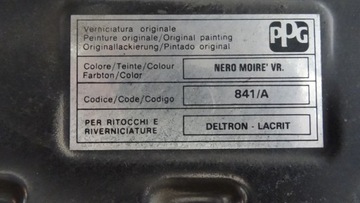 Verniciatura originale
Peinture originale/Original painting
Originallackierung/Pintado original
PPG
Colore/Teinte/Colour
Farbton/Color
NERO MOIRE' VR.
Codice/Code/Codigo
841/A
PER RITOCCHI E
RIVERNICIATURE
DELTRON - LACRIT